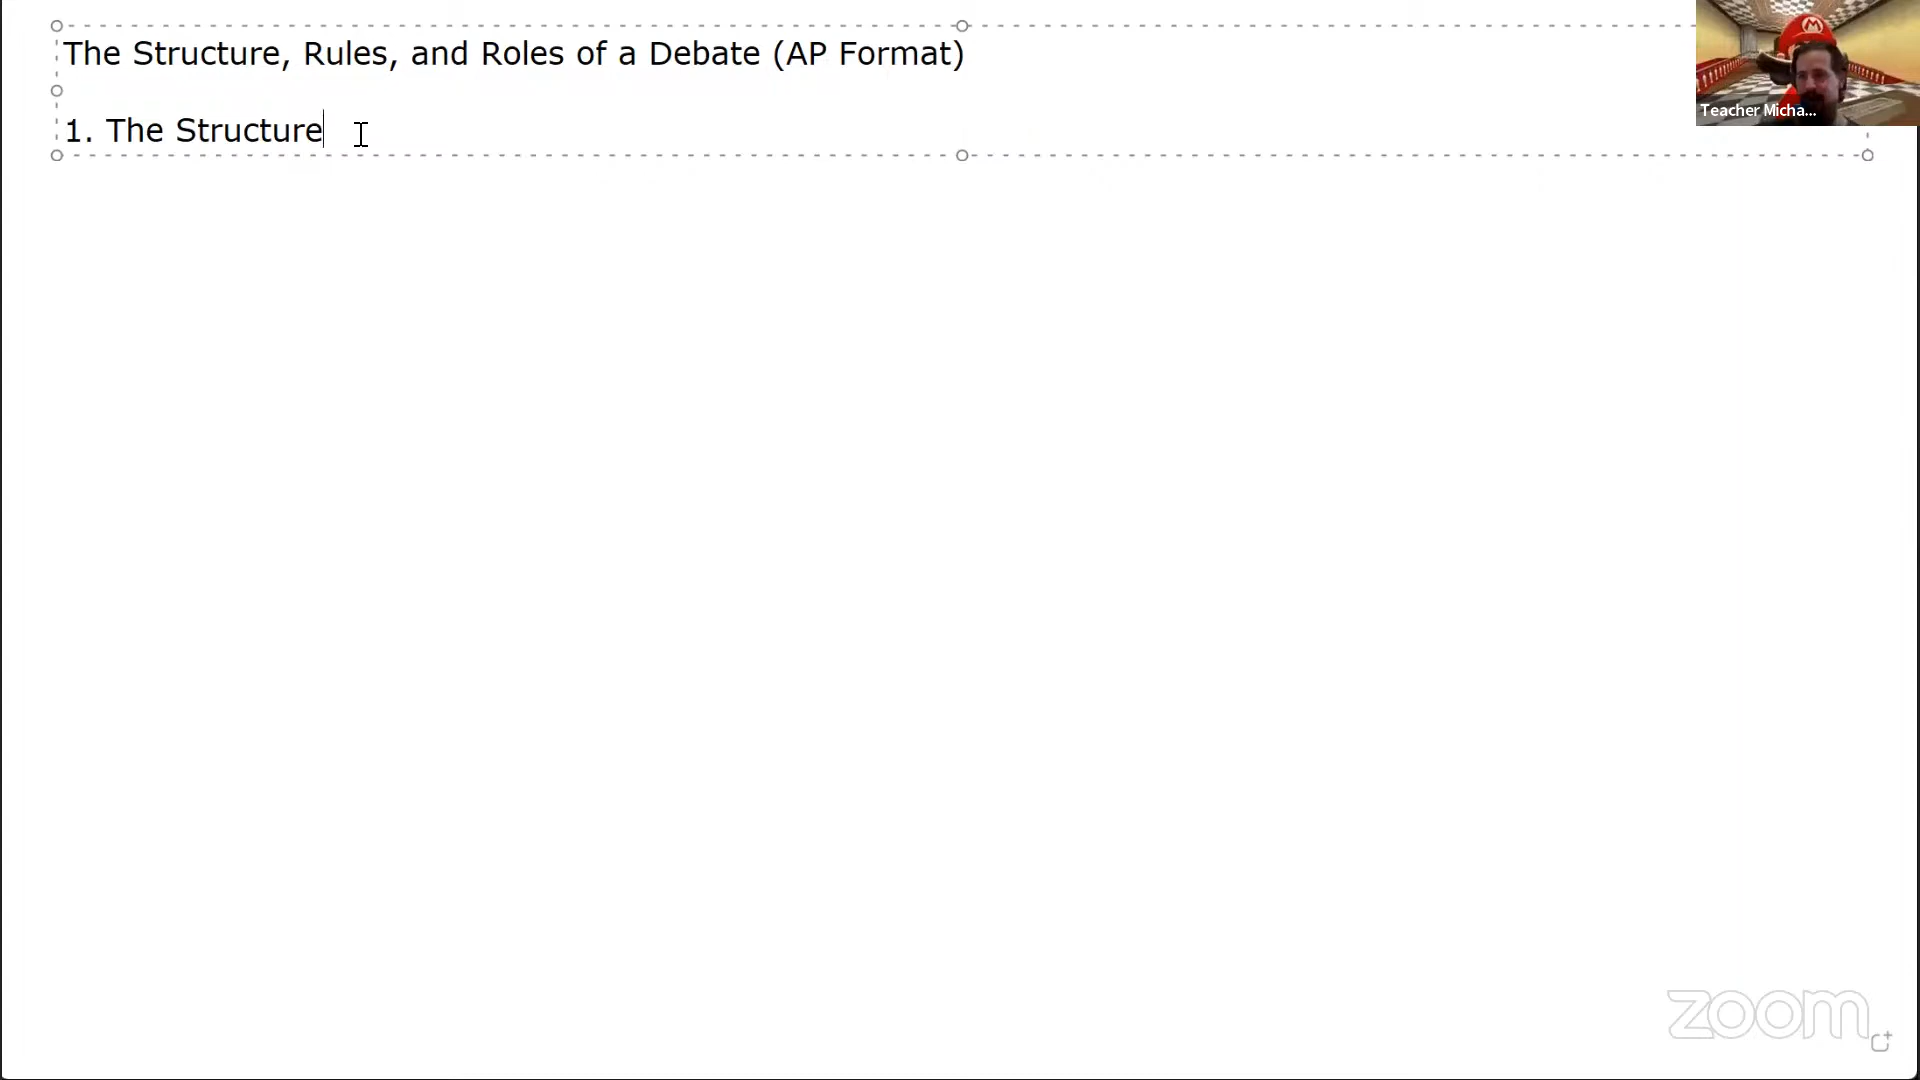 The Structure, Rules, and Roles of a Debate (AP Format)
1. The Structure
M
Teacher Micha...
zoom